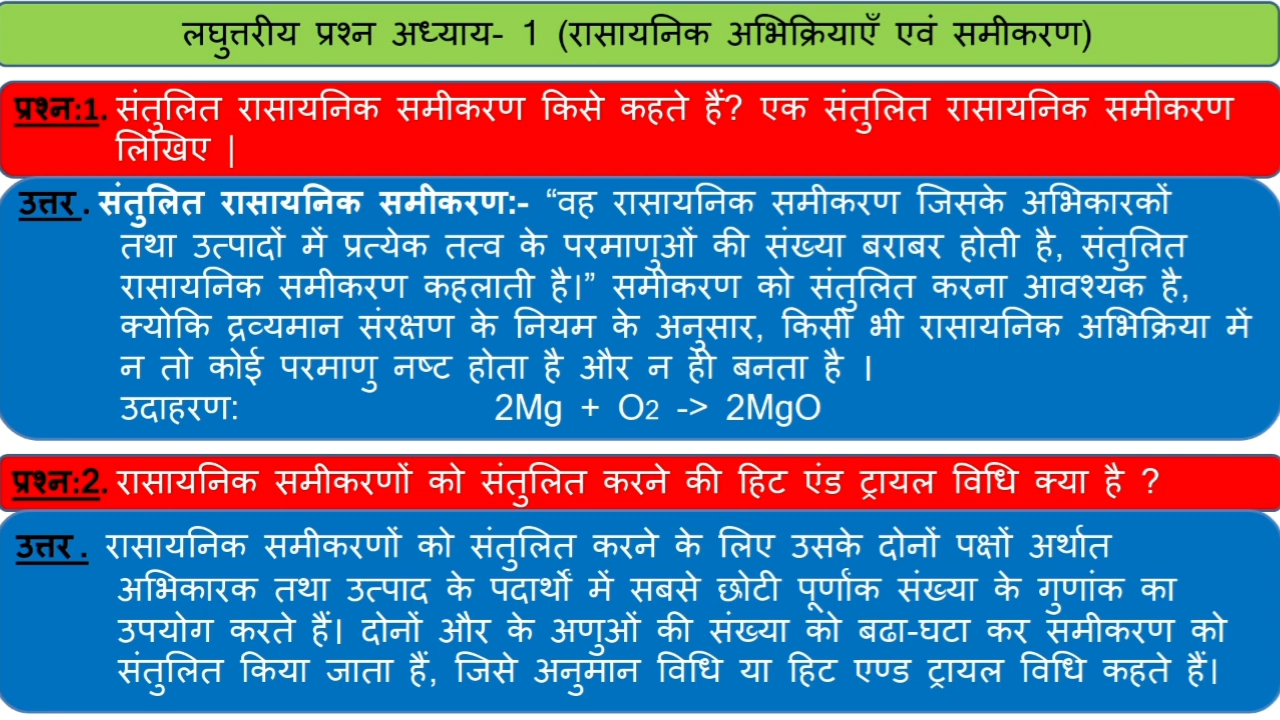 लघुत्तरीय प्रश्न अध्याय- 1 (रासायनिक अभिक्रियाएँ एवं समीकरण)
प्रश्न:1. संतुलित रासायनिक समीकरण किसे कहते हैं? एक संतुलित रासायनिक समीकरण
लिखिए |
उत्तर . संतुलित रासायनिक समीकरण:- “वह रासायनिक समीकरण जिसके अभिकारकों
तथा उत्पादों में प्रत्येक तत्व के परमाणुओं की संख्या बराबर होती है, संतुलित
रासायनिक समीकरण कहलाती है।” समीकरण को संतुलित करना आवश्यक है,
क्योकि द्रव्यमान संरक्षण के नियम के अनुसार, किसी भी रासायनिक अभिक्रिया में
न तो कोई परमाणु नष्ट होता है और न ही बनता है ।
उदाहरण: 2Mg + O2 -> 2MgO
प्रश्न:2. रासायनिक समीकरणों को संतुलित करने की हिट एंड ट्रायल विधि क्या है ?
उत्तर . रासायनिक समीकरणों को संतुलित करने के लिए उसके दोनों पक्षों अर्थात
अभिकारक तथा उत्पाद के पदार्थों में सबसे छोटी पूर्णांक संख्या के गुणांक का
उपयोग करते हैं। दोनों और के अणुओं की संख्या को बढा-घटा कर समीकरण को
संतुलित किया जाता हैं, जिसे अनुमान विधि या हिट एण्ड ट्रायल विधि कहते हैं।